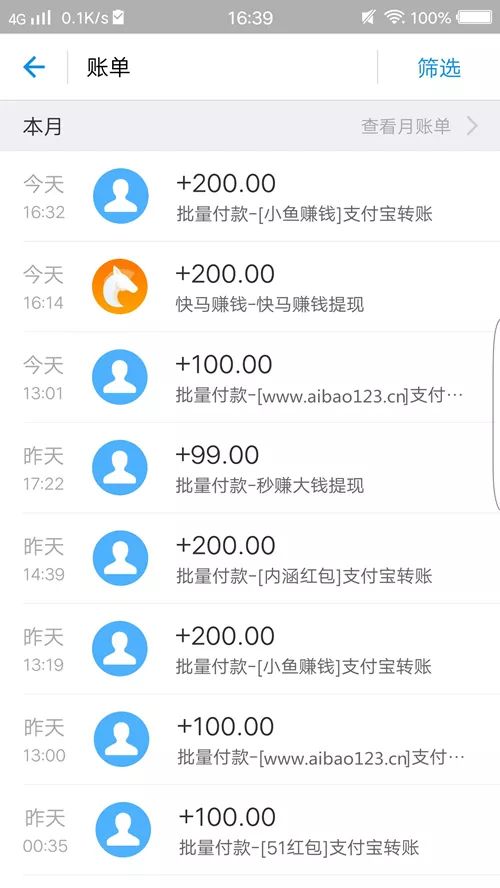 4G 0.1K/s 16:39 100%
账单 筛选
本月 查看月账单
今天 +200.00
16:32 批量付款-[小鱼赚钱]支付宝转账
今天 +200.00
16:14 快马赚钱-快马赚钱提现
今天 +100.00
13:01 批量付款-[www.aibao123.cn]支付···
昨天 +99.00
17:22 批量付款-秒赚大钱提现
昨天 +200.00
14:39 批量付款-[内涵红包]支付宝转账
昨天 +200.00
13:19 批量付款-[小鱼赚钱]支付宝转账
昨天 +100.00
13:00 批量付款-[www.aibao123.cn]支付···
昨天 +100.00
00:35 批量付款-[51红包]支付宝转账